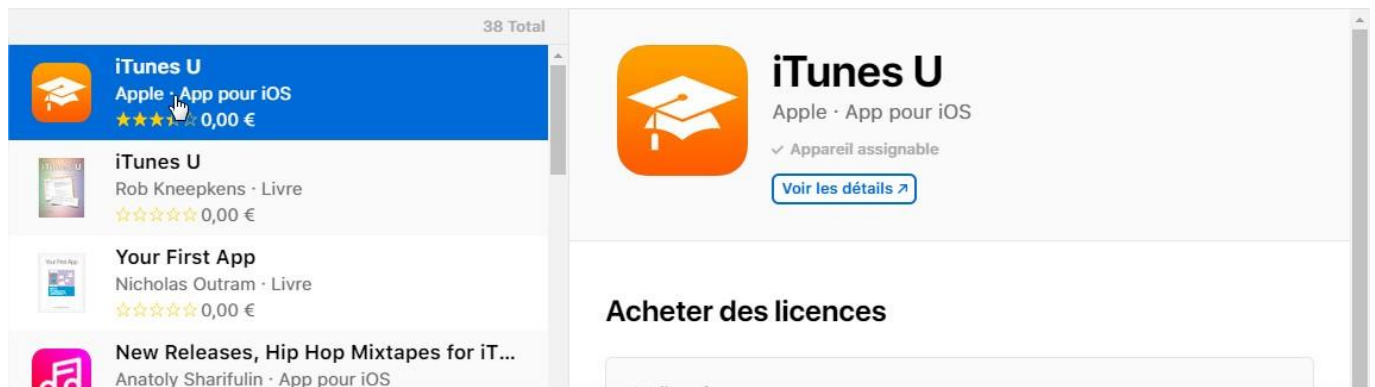 38 Total
iTunes U
Apple · App pour iOS
0,00 €
iTunes U
Rob Kneepkens · Livre
0,00 €
Your First App
Nicholas Outram · Livre
0,00 €
New Releases, Hip Hop Mixtapes for iT...
Anatoly Sharifulin · App pour iOS
iTunes U
Apple · App pour iOS
✓ Appareil assignable
Voir les détails ↗
Acheter des licences